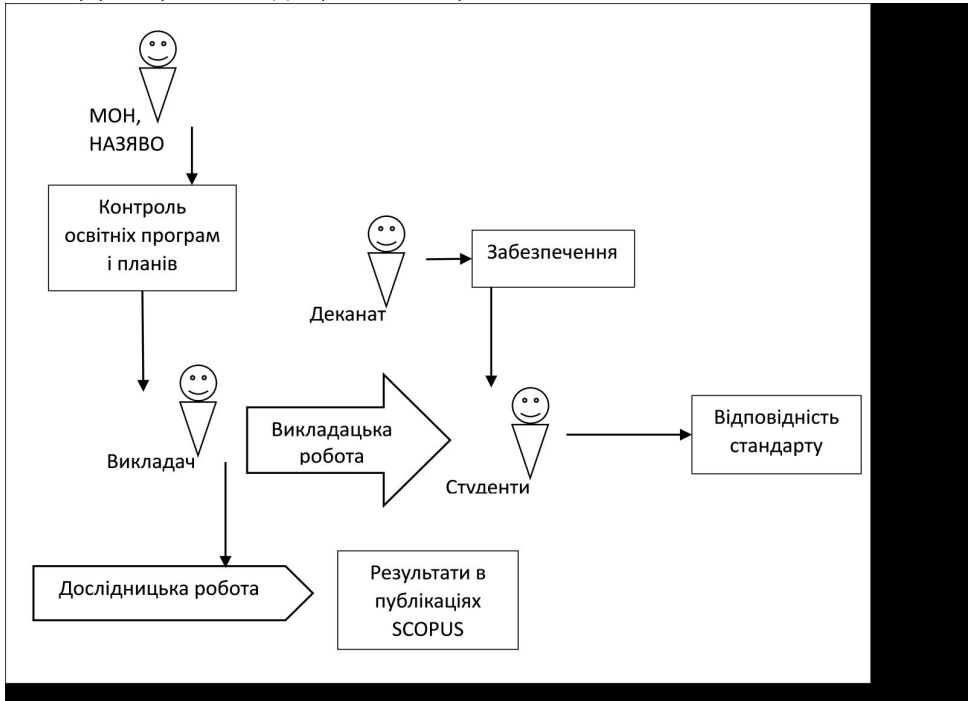 МОН,
НАЗЯВО
Контроль
освітніх програм
і планів
Деканат
Забезпечення
Викладач
Викладацька
робота
Студенти
Відповідність
стандарту
Дослідницька робота
Результати в
публікаціях
SCOPUS